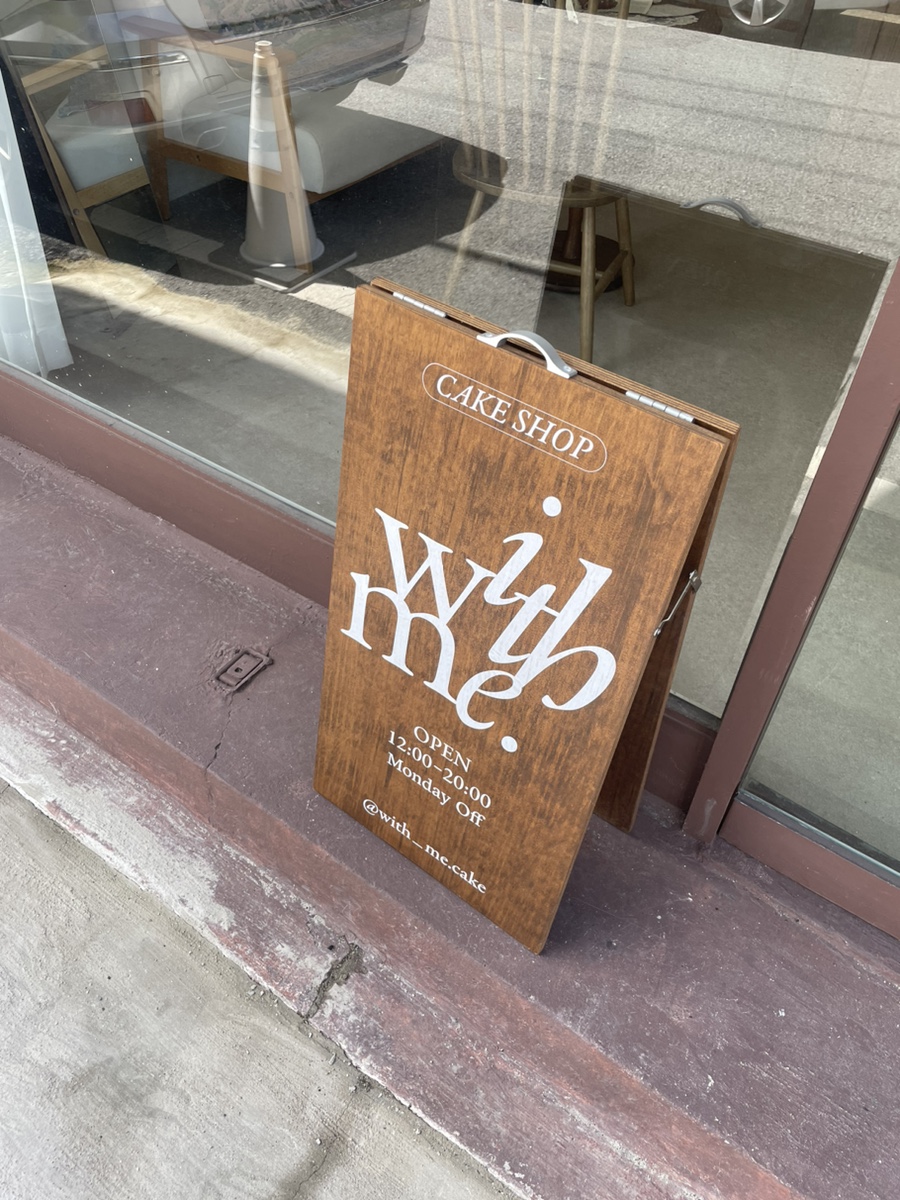 CAKE SHOP
with
me.
OPEN
12:00-20:00
Monday Off
@with_me.cake